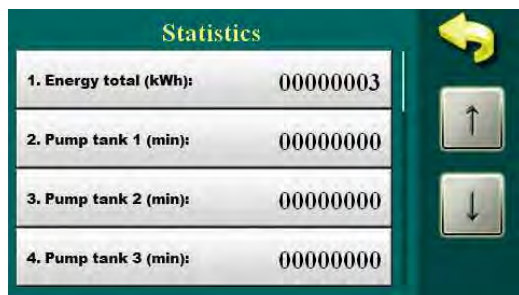 Statistics
1. Energy total (kWh): 00000003
2. Pump tank 1 (min): 00000000
3. Pump tank 2 (min): 00000000
4. Pump tank 3 (min): 00000000